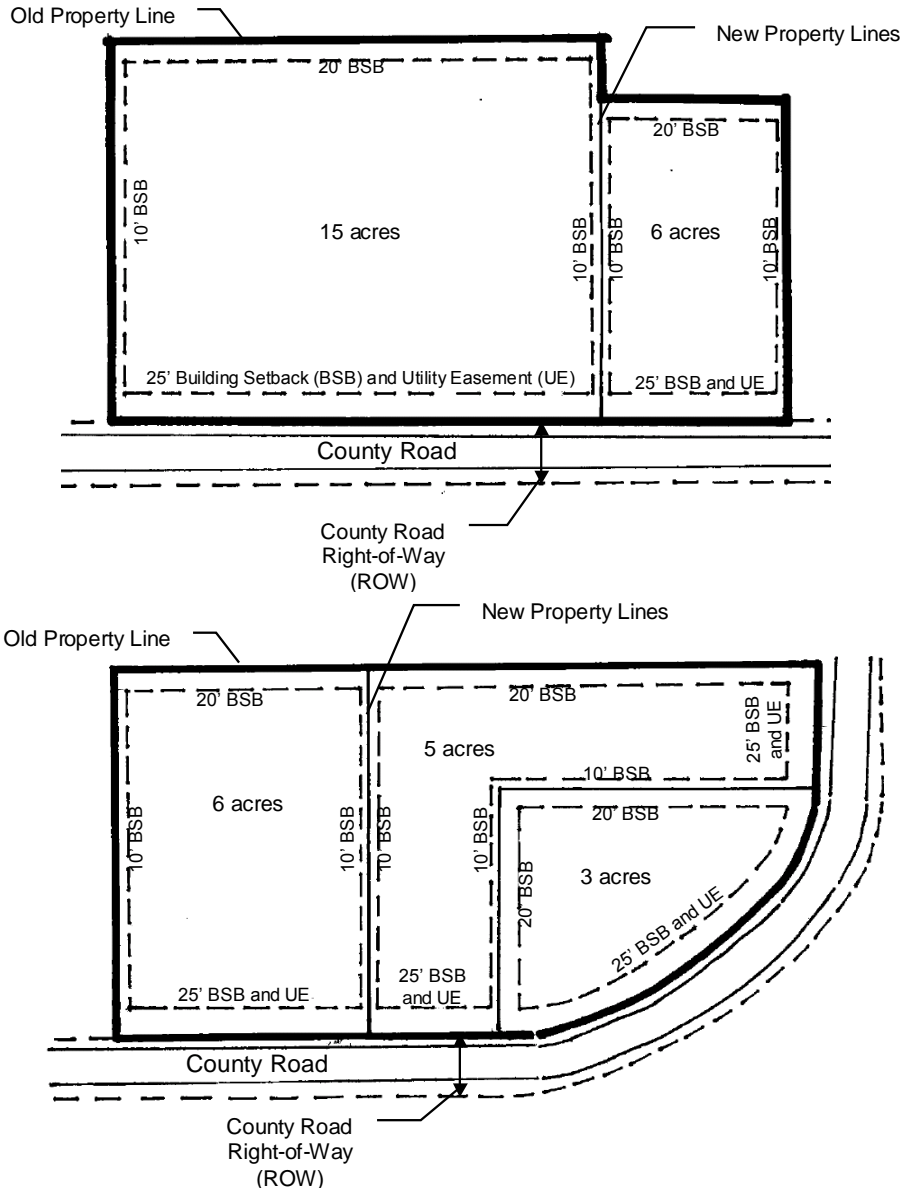 Old Property Line
New Property Lines
20' BSB
20' BSB
10' BSB
15 acres
10' BSB
10' BSB
6 acres
10' BSB
25' Building Setback (BSB) and Utility Easement (UE)
25' BSB and UE
County Road
County Road
Right-of-Way
(ROW)
New Property Lines
Old Property Line
20' BSB
20' BSB
25' BSB
and UE
5 acres
10' BSB
6 acres
20' BSB
10' BSB
10' BSB
10' BSB
10' BSB
3 acres
20' BSB
25' BSB and UE
25' BSB and UE
25' BSB
and UE
County Road
County Road
Right-of-Way
(ROW)